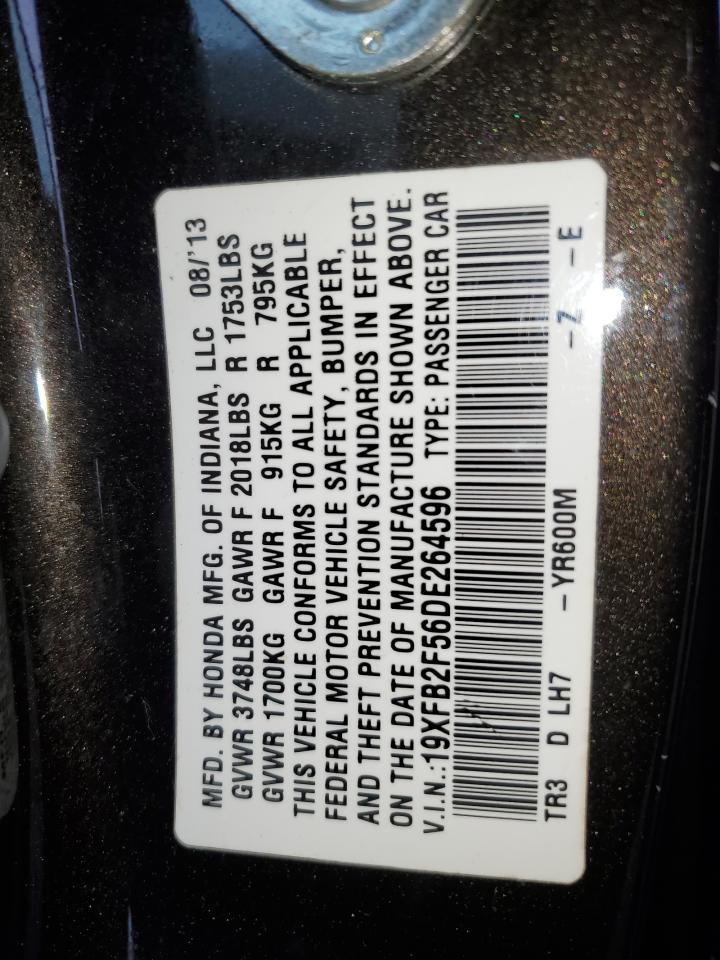 MFD. BY HONDA MFG. OF INDIANA, LLC 08/'13
GVWR 3748LBS GAWR F 2018LBS R 1753LBS
GVWR 1700KG GAWR F 915KG R 795KG
THIS VEHICLE CONFORMS TO ALL APPLICABLE
FEDERAL MOTOR VEHICLE SAFETY, BUMPER,
AND THEFT PREVENTION STANDARDS IN EFFECT
ON THE DATE OF MANUFACTURE SHOWN ABOVE.
V.I.N.:19XFB2F56DE264596 TYPE: PASSENGER CAR
TR3 D LH7 -YR600M -Z -E